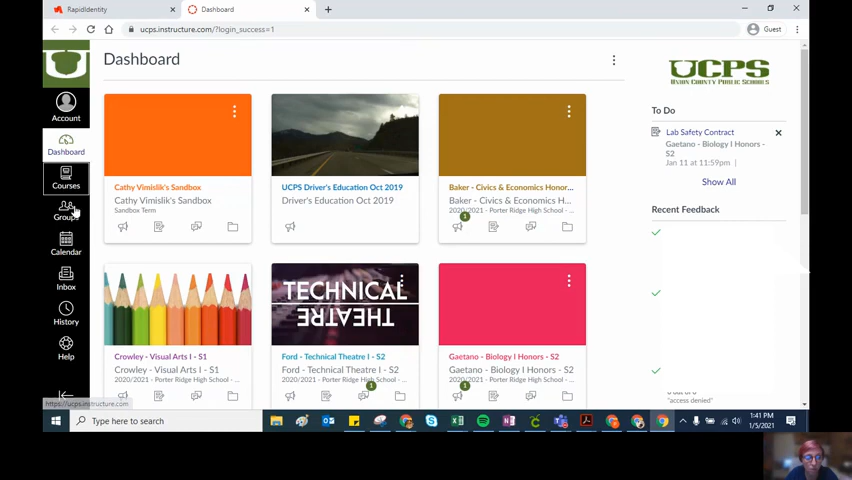 RapidIdentity
Dashboard
ucps.instructure.com/?login_success=1
Guest
Dashboard
UCPS
UNION COUNTY PUBLIC SCHOOLS
Account
Dashboard
Courses
Groups
Calendar
Inbox
History
Help
Cathy Vimislik's Sandbox
Cathy Vimislik's Sandbox
Sandbox Term
UCPS Driver's Education Oct 2019
Driver's Education Oct 2019
Baker - Civics & Economics Honor...
Baker - Civics & Economics H...
2020/2021 - Porter Ridge High School - ...
1
Crowley - Visual Arts I - S1
Crowley - Visual Arts I - S1
2020/2021 - Porter Ridge High School - ...
TECHNICAL
THEATRE
Ford - Technical Theatre I - S2
Ford - Technical Theatre I - S2
2020/2021 - Porter Ridge High School - ...
1
Gaetano - Biology I Honors - S2
Gaetano - Biology I Honors - S2
2020/2021 - Porter Ridge High School - ...
1
To Do
Lab Safety Contract
Gaetano - Biology I Honors -
S2
Jan 11 at 11:59pm |
Show All
Recent Feedback
"access denied"
https://ucps.instructure.com
Type here to search
1:41 PM
1/5/2021